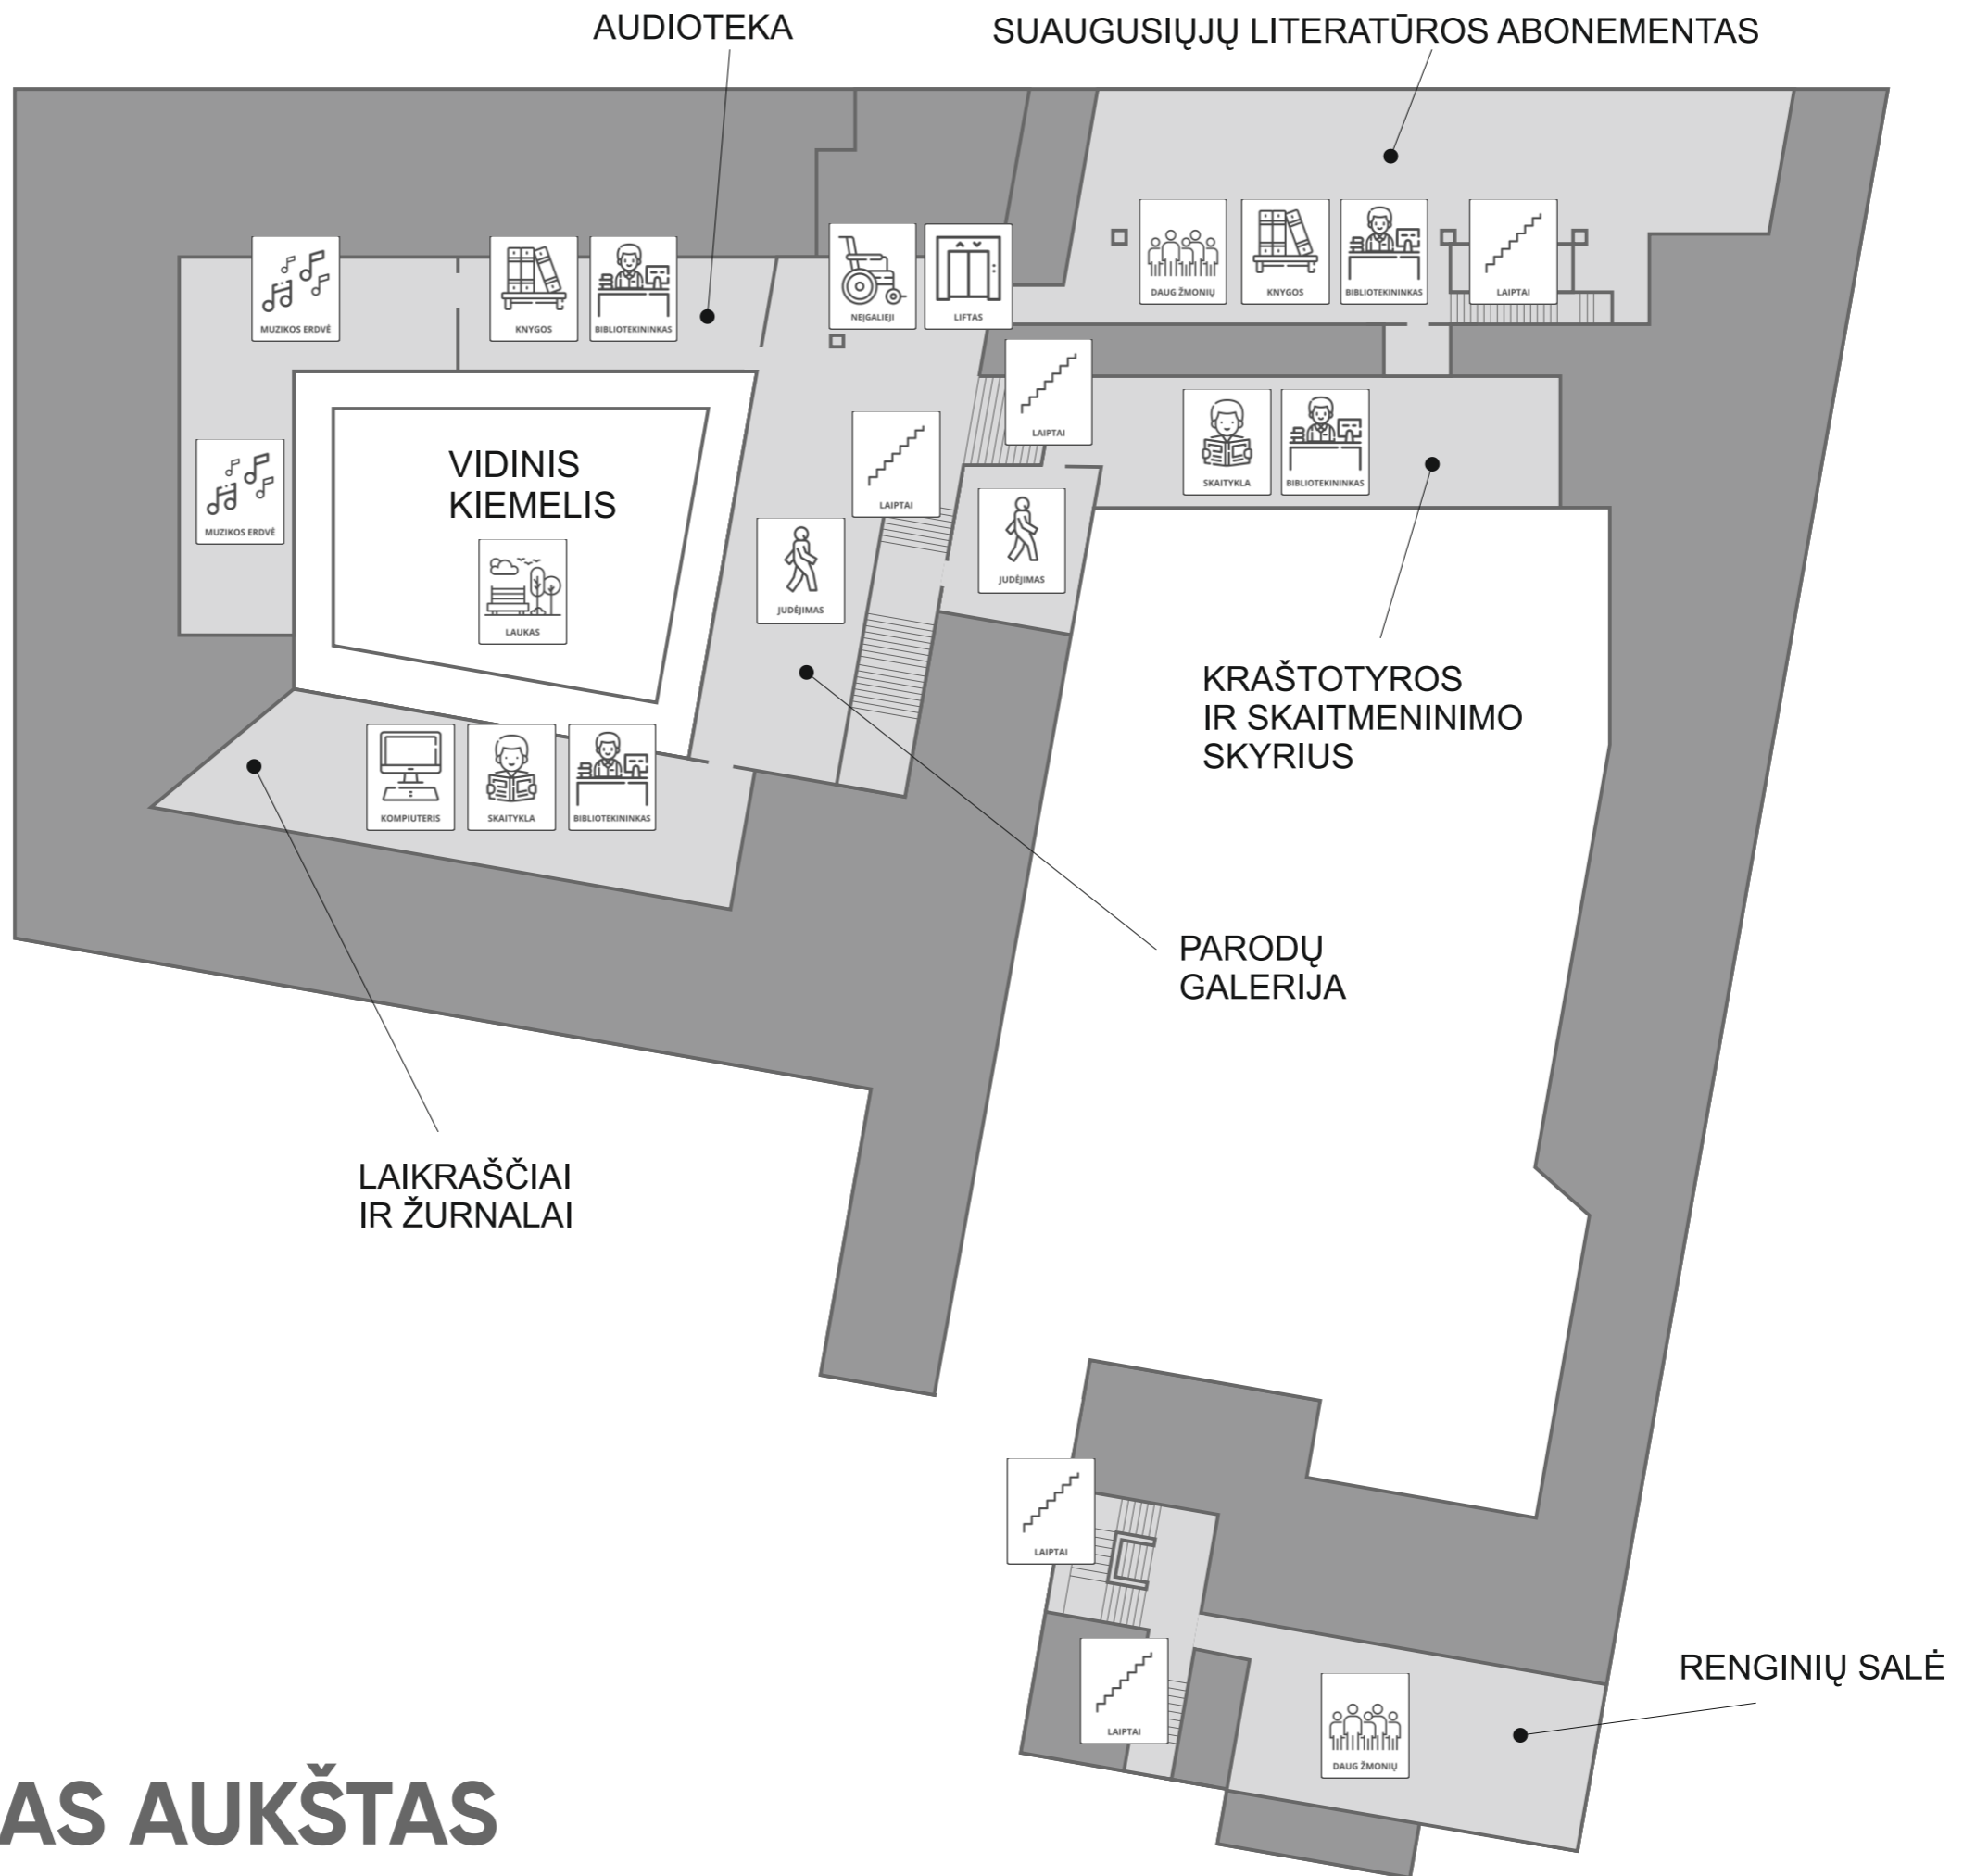 AUDIOTEKA
SUAUGUSIŲJŲ LITERATŪROS ABONEMENTAS
MUZIKOS ERDVĖ
KNYGOS
BIBLIOTEKININKAS
NEĮGALIEJI
LIFTAS
DAUG ŽMONIŲ
KNYGOS
BIBLIOTEKININKAS
LAIPTAI
LAIPTAI
SKAITYKLA
BIBLIOTEKININKAS
MUZIKOS ERDVĖ
VIDINIS
KIEMELIS
LAUKAS
LAIPTAI
JUDĖJIMAS
JUDĖJIMAS
KOMPIUTERIS
SKAITYKLA
BIBLIOTEKININKAS
KRAŠTOTYROS
IR SKAITMENINIMO
SKYRIUS
PARODŲ
GALERIJA
LAIKRAŠČIAI
IR ŽURNALAI
LAIPTAI
LAIPTAI
DAUG ŽMONIŲ
RENGINIŲ SALĖ
AS AUKŠTAS